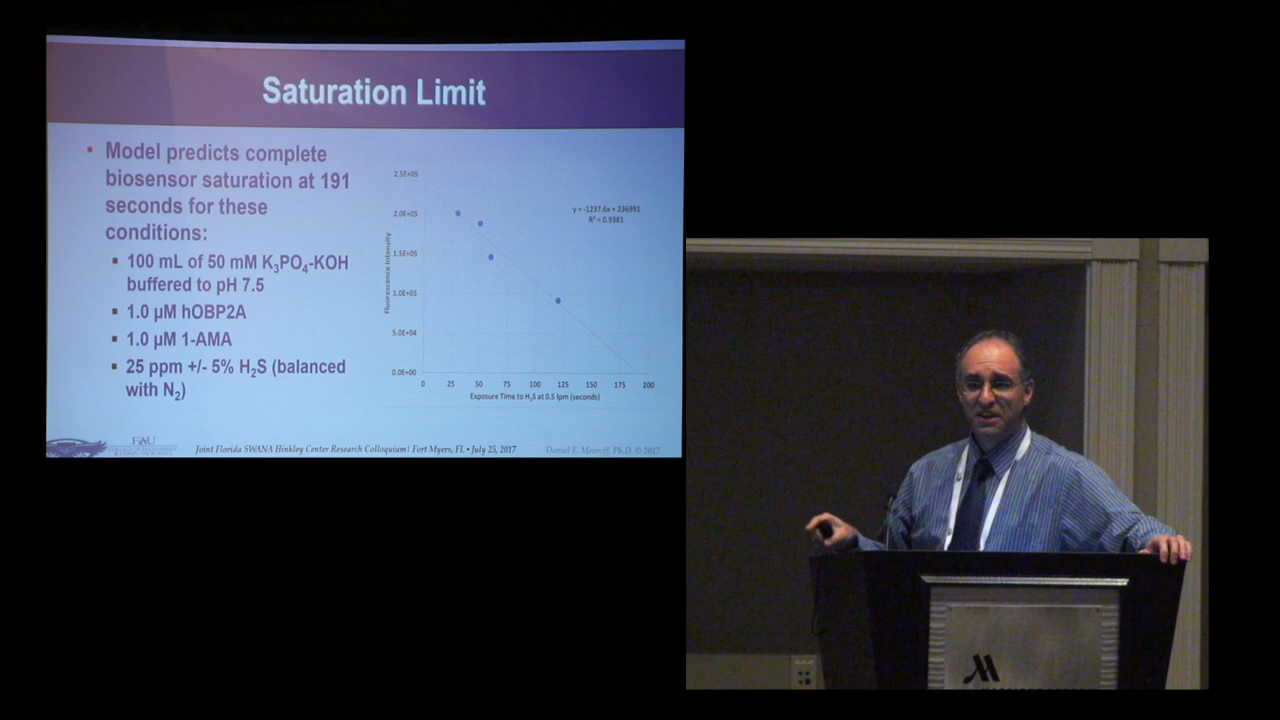 Saturation Limit
• Model predicts complete
biosensor saturation at 191
seconds for these
conditions:
▪ 100 mL of 50 mM K₃PO₄-KOH
buffered to pH 7.5
▪ 1.0 µM hOBP2A
▪ 1.0 µM 1-AMA
▪ 25 ppm +/- 5% H₂S (balanced
with N₂)
Fluorescence Intensity
2.5E+05
2.0E+05
1.5E+05
1.0E+05
5.0E+04
0.0E+00
y = -1237.6x + 236991
R² = 0.9381
0 25 50 75 100 125 150 175 200
Exposure Time to H₂S at 0.5 lpm (seconds)
FAU
Joint Florida SWANA Hinkley Center Research Colloquium | Fort Myers, FL • July 25, 2017
Daniel E. Meeroff, Ph.D. © 2017